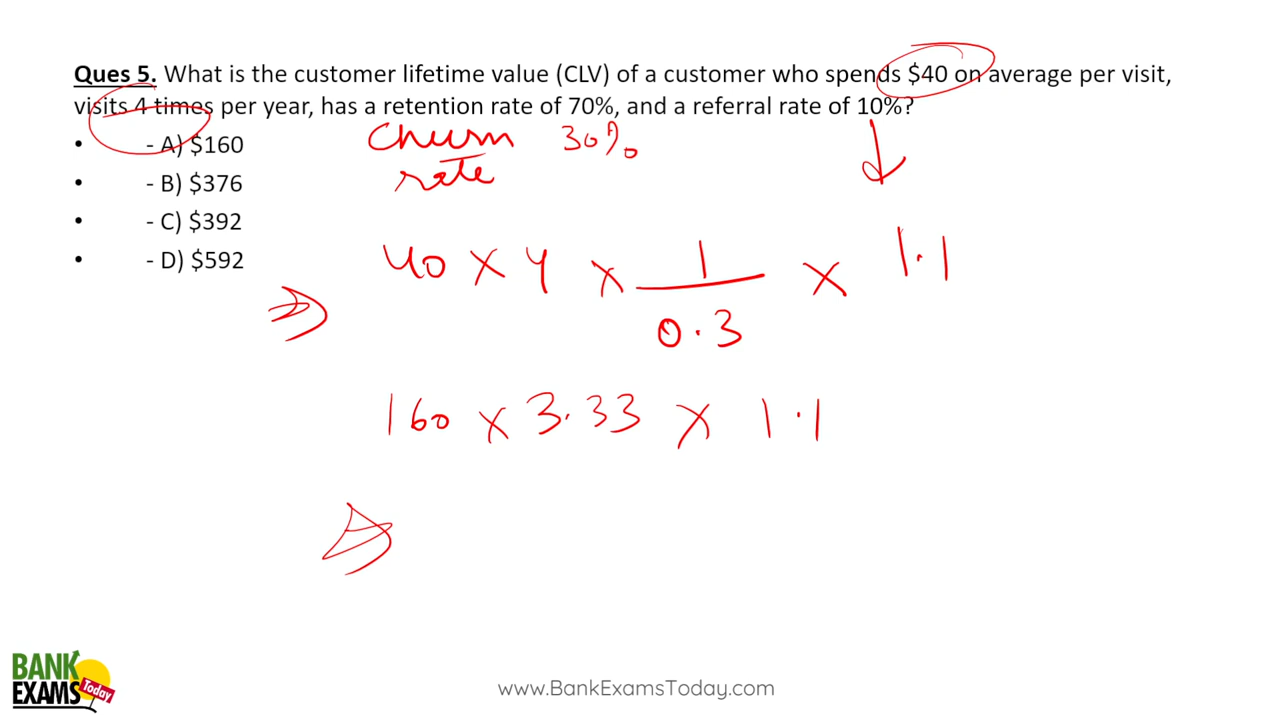 Ques 5. What is the customer lifetime value (CLV) of a customer who spends $40 on average per visit,
visits 4 times per year, has a retention rate of 70%, and a referral rate of 10%?
• - A) $160
• - B) $376
• - C) $392
• - D) $592
Churn 30%
rate
40 × 4 × 1/0.3 × 1.1
160 × 3.33 × 1.1
BANK
EXAMS Today
www.BankExamsToday.com